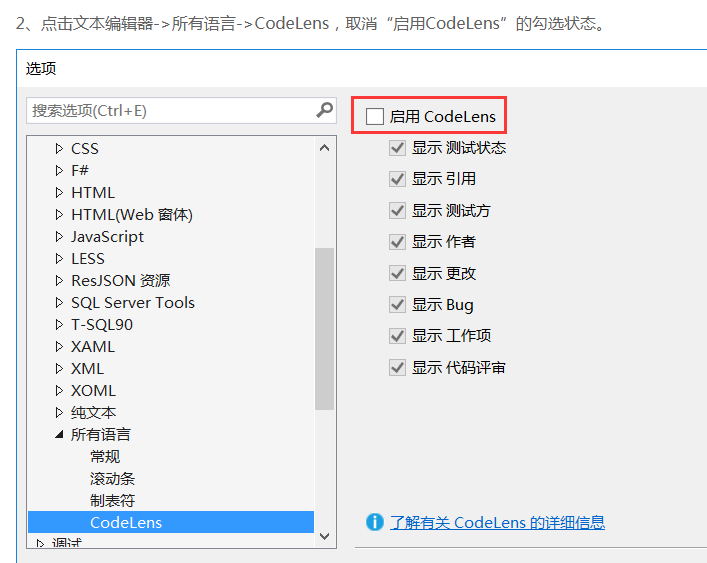 2、点击文本编辑器->所有语言->CodeLens，取消“启用CodeLens”的勾选状态。
选项
搜索选项(Ctrl+E)
CSS
F#
HTML
HTML(Web 窗体)
JavaScript
LESS
ResJSON 资源
SQL Server Tools
T-SQL90
XAML
XML
XOML
纯文本
所有语言
常规
滚动条
制表符
CodeLens
调试
启用 CodeLens
显示 测试状态
显示 引用
显示 测试方
显示 作者
显示 更改
显示 Bug
显示 工作项
显示 代码评审
了解有关 CodeLens 的详细信息